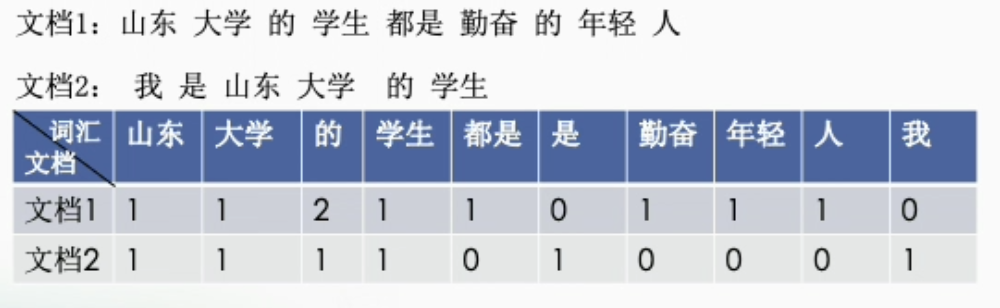 文档1：山东 大学 的 学生 都是 勤奋 的 年轻 人
文档2： 我 是 山东 大学 的 学生
词汇 文档 山东 大学 的 学生 都是 是 勤奋 年轻 人 我
文档1 1 1 2 1 1 0 1 1 1 0
文档2 1 1 1 1 0 1 0 0 0 1